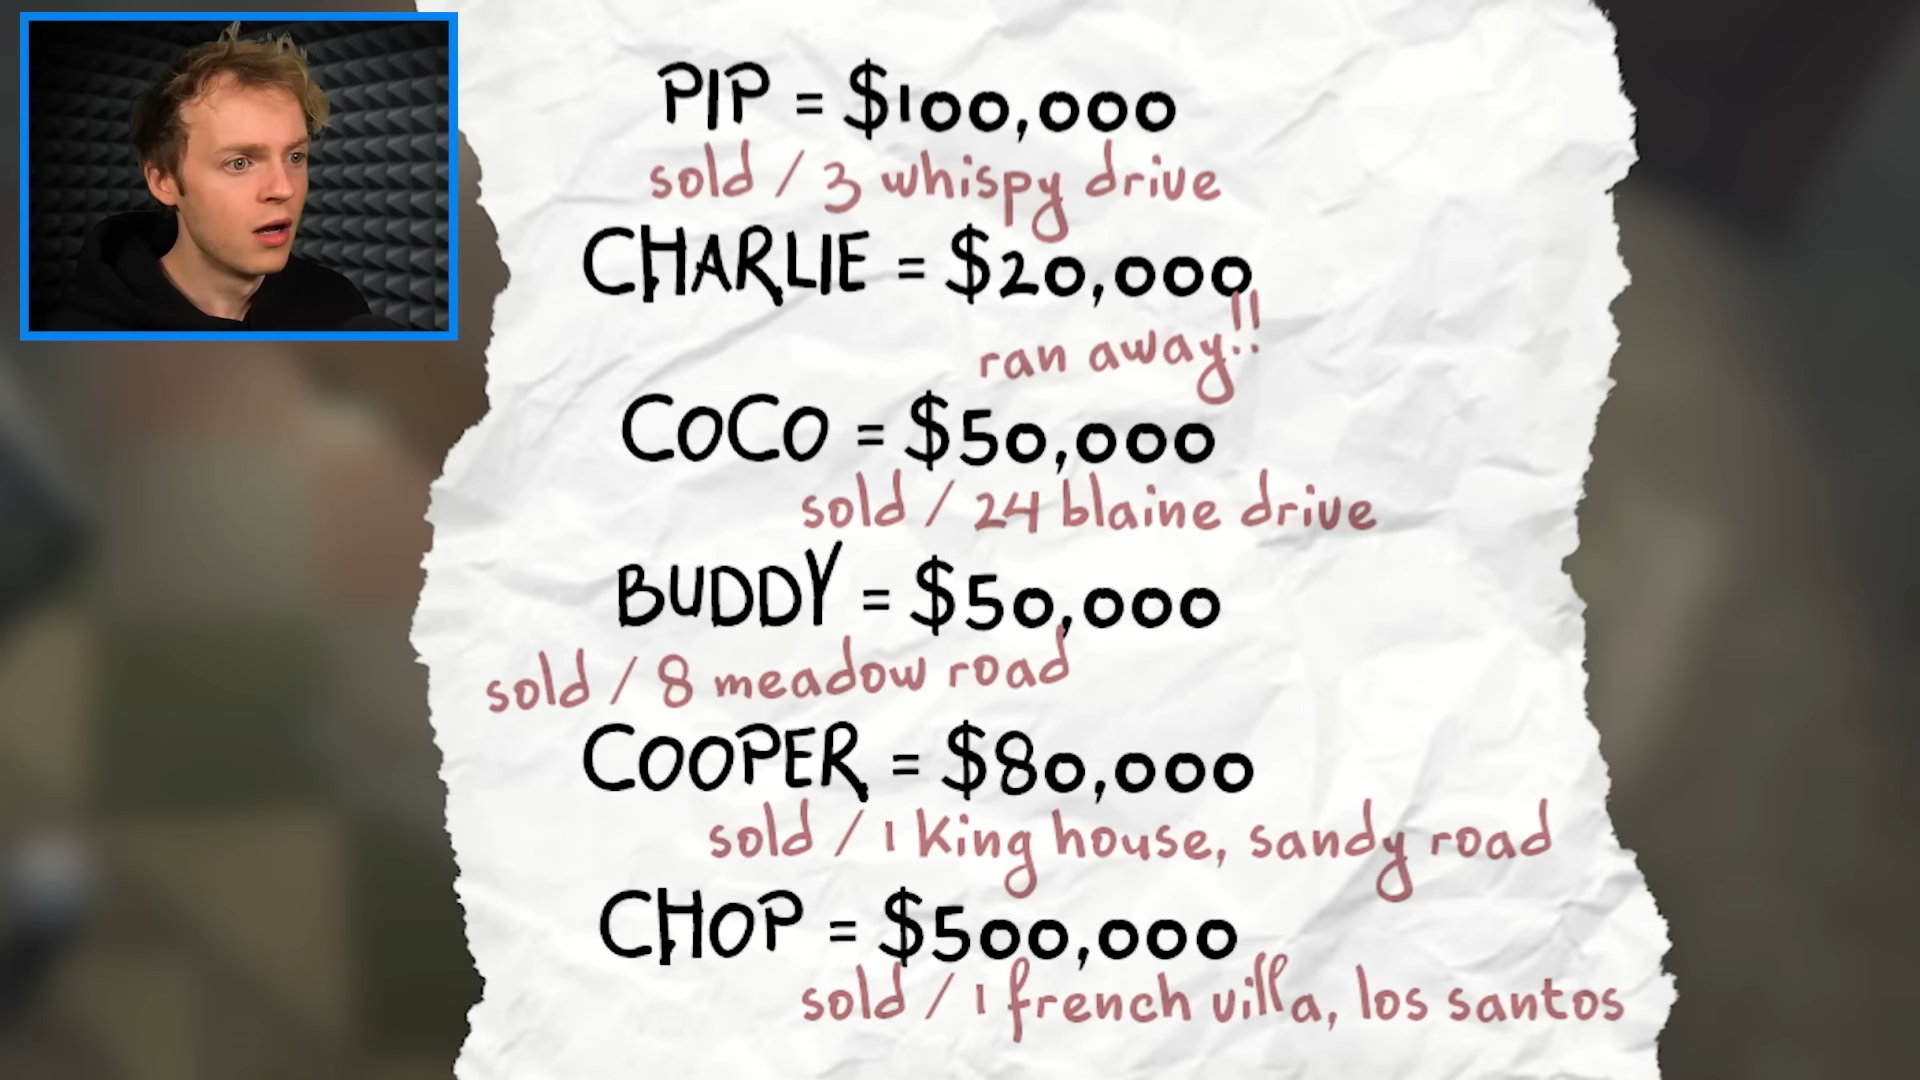 PIP = $100,000
sold / 3 whispy drive
CHARLIE = $20,000
ran away!!
COCO = $50,000
sold / 24 blaine drive
BUDDY = $50,000
sold / 8 meadow road
COOPER = $80,000
sold / 1 king house, sandy road
CHOP = $500,000
sold / 1 french villa, los santos